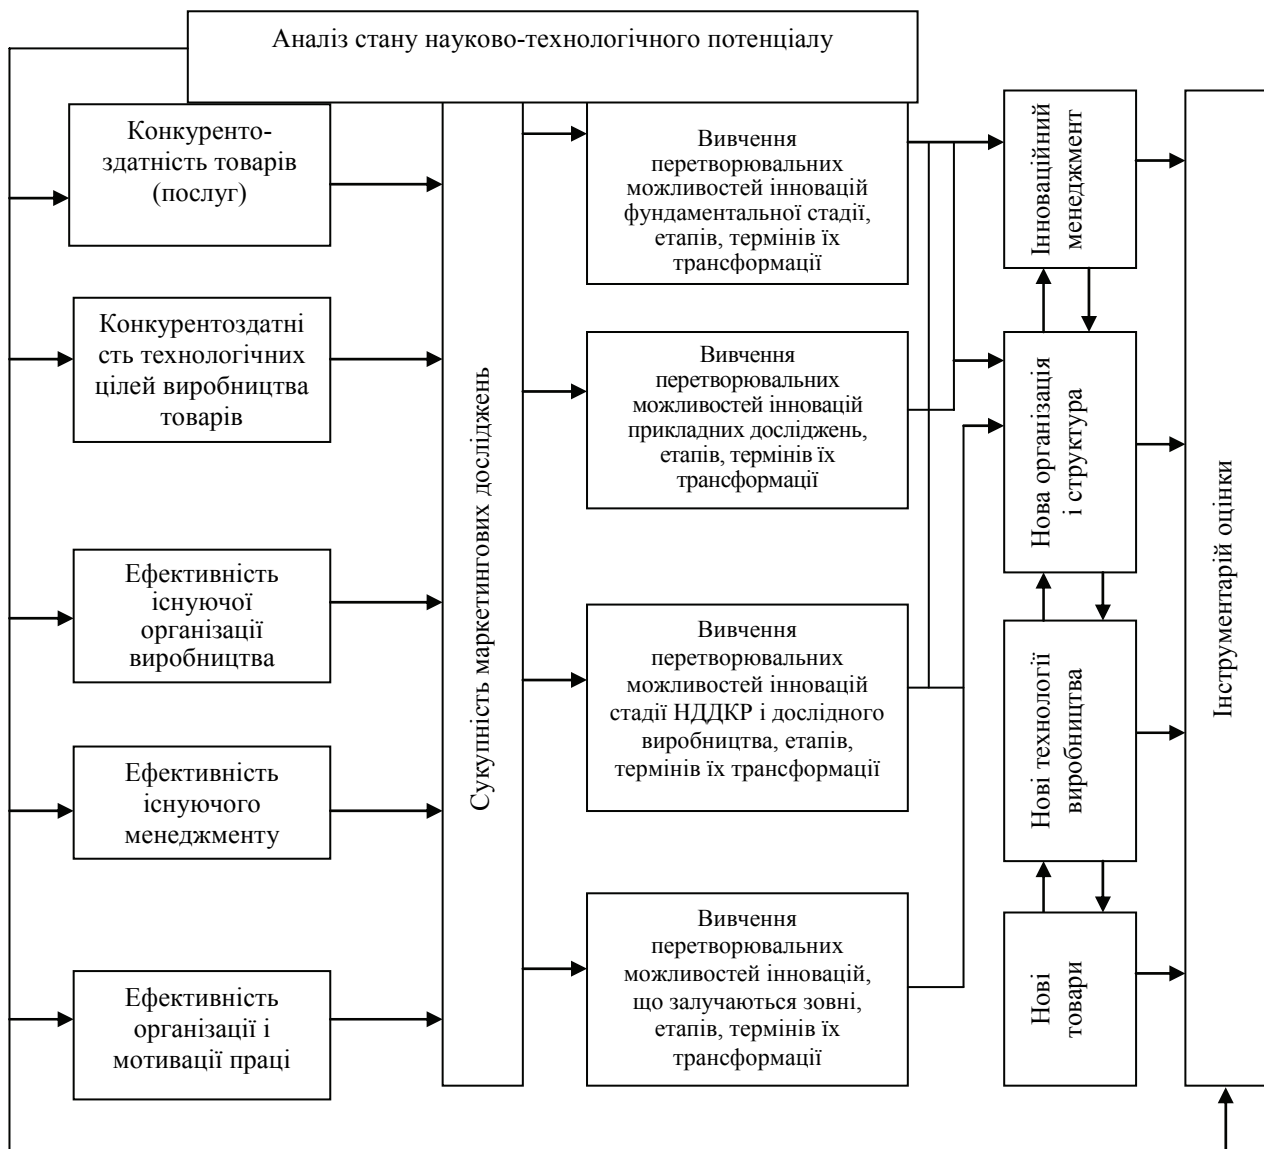 Аналіз стану науково-технологічного потенціалу
Конкуренто-
здатність товарів
(послуг)
Конкурентоздатні
сть технологічних
цілей виробництва
товарів
Ефективність
існуючої
організації
виробництва
Ефективність
існуючого
менеджменту
Ефективність
організації і
мотивації праці
Сукупність маркетингових досліджень
Вивчення
перетворювальних
можливостей інновацій
фундаментальної стадії,
етапів, термінів їх
трансформації
Вивчення
перетворювальних
можливостей інновацій
прикладних досліджень,
етапів, термінів їх
трансформації
Вивчення
перетворювальних
можливостей інновацій
стадії НДДКР і дослідного
виробництва, етапів,
термінів їх трансформації
Вивчення
перетворювальних
можливостей інновацій,
що залучаються зовні,
етапів, термінів їх
трансформації
Інноваційний
менеджмент
Нова організація
і структура
Нові технології
виробництва
Нові
товари
Інструментарій оцінки